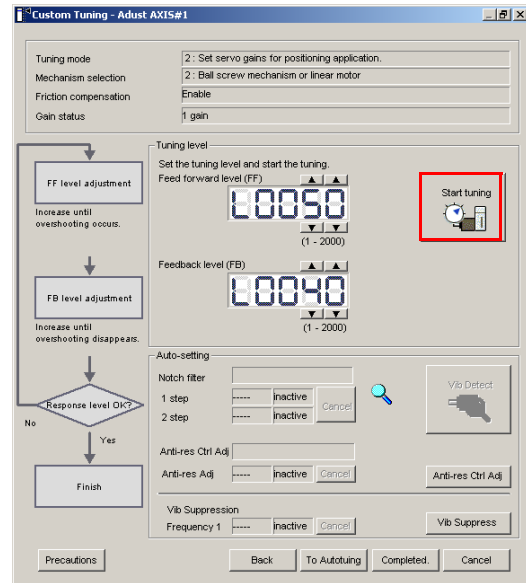 Custom Tuning - Adust AXIS#1
Tuning mode
2 : Set servo gains for positioning application.
Mechanism selection
2 : Ball screw mechanism or linear motor
Friction compensation
Enable
Gain status
1 gain
FF level adjustment
Increase until
overshooting occurs.
FB level adjustment
Increase until
overshooting disappears.
Response level OK?
No
Yes
Finish
Tuning level
Set the tuning level and start the tuning.
Feed forward level (FF)
L0050
(1 - 2000)
Start tuning
Feedback level (FB)
L0040
(1 - 2000)
Auto-setting
Notch filter
1 step
-----
inactive
2 step
-----
inactive
Cancel
Vib Detect
Anti-res Ctrl Adj
Anti-res Adj
-----
inactive
Cancel
Anti-res Ctrl Adj
Vib Suppression
Frequency 1
-----
inactive
Cancel
Vib Suppress
Precautions
Back
To Autotuing
Completed.
Cancel